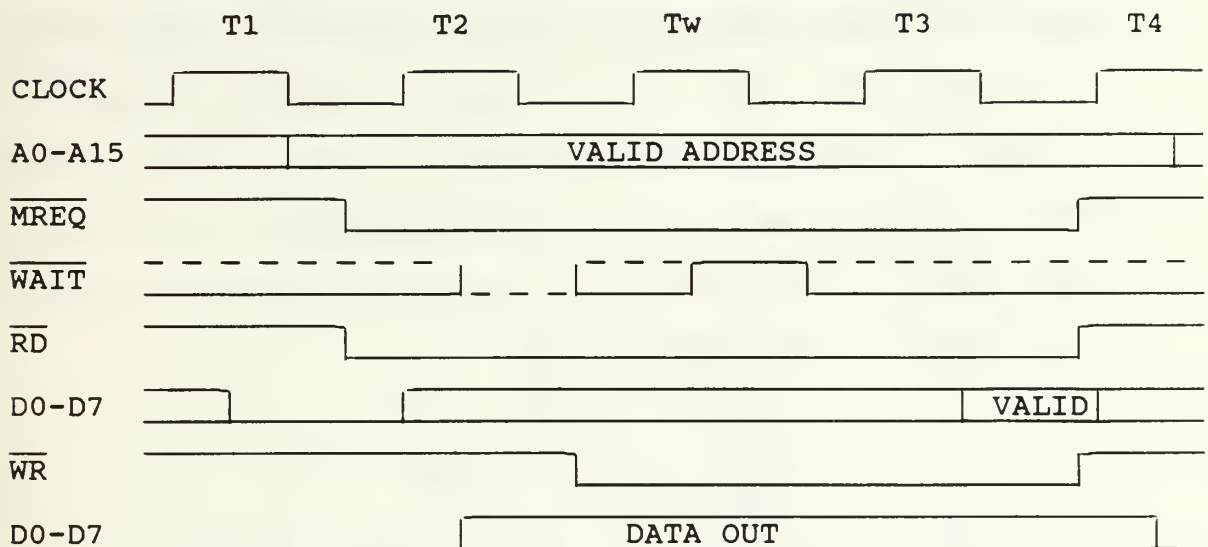 T1 T2 Tw T3 T4
CLOCK
A0-A15 VALID ADDRESS
MREQ
WAIT
RD
D0-D7 VALID
WR
D0-D7 DATA OUT